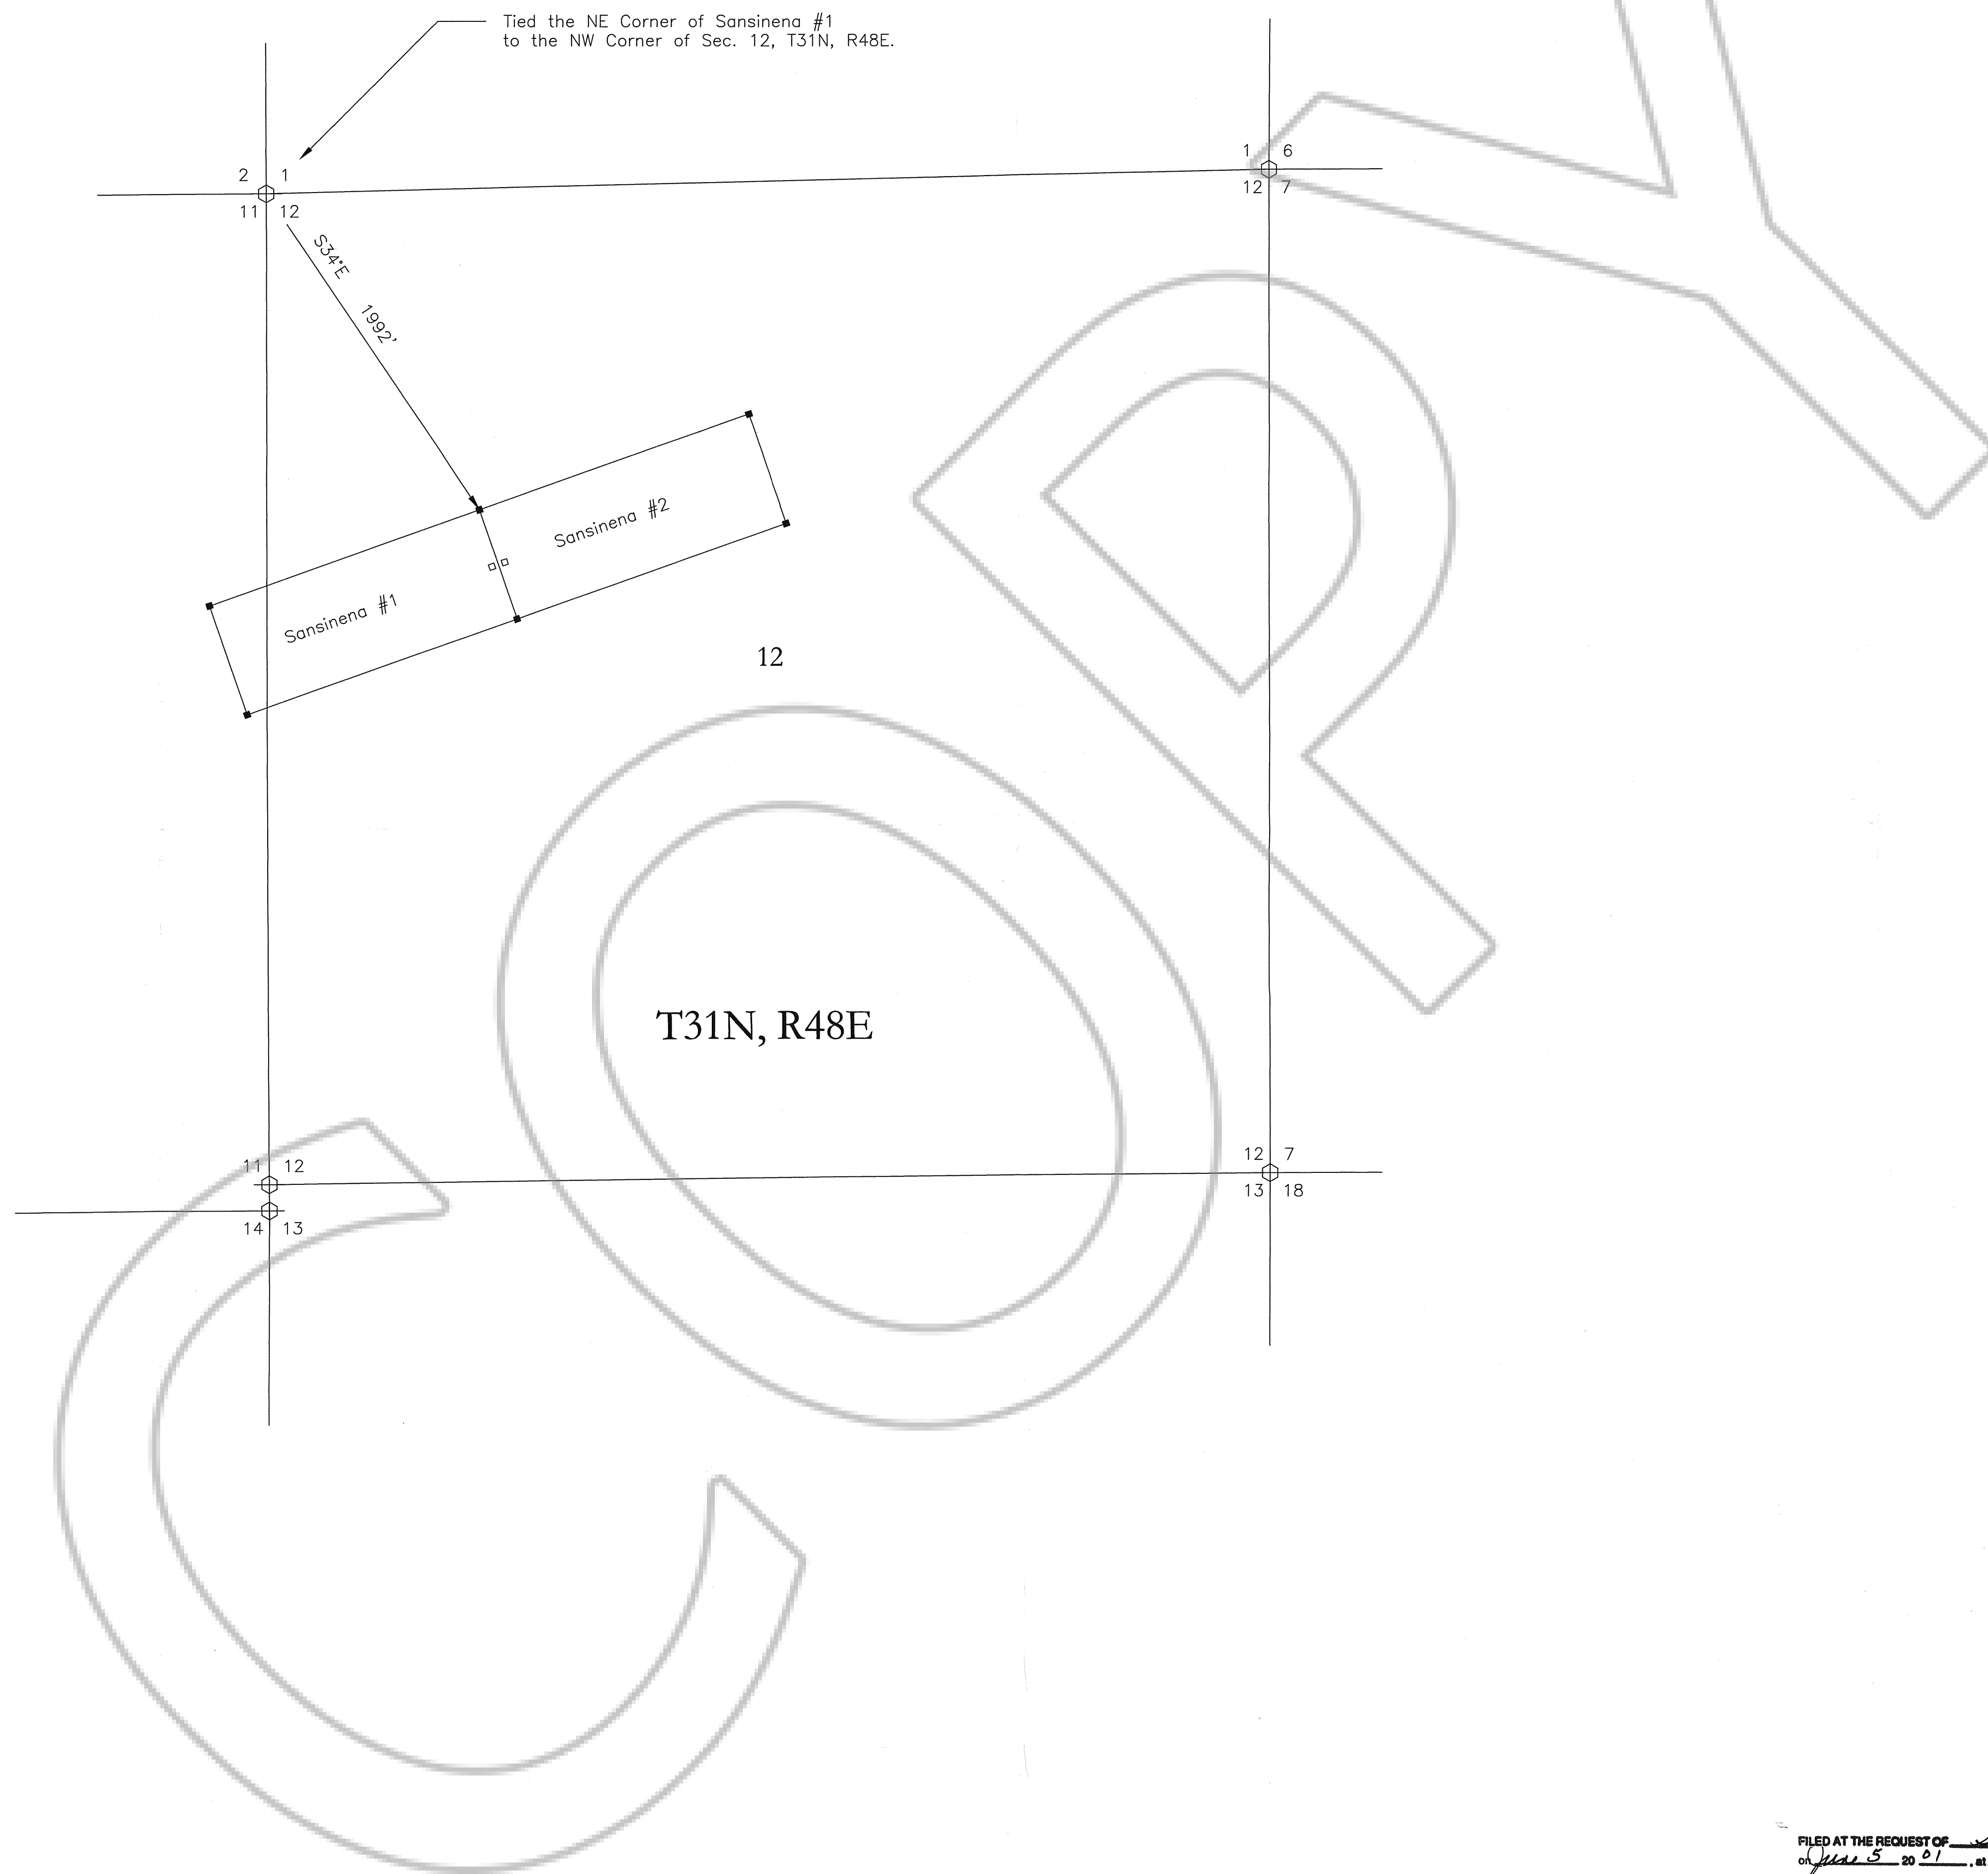 Tied the NE Corner of Sansinena #1
to the NW Corner of Sec. 12, T31N, R48E.
2 1
11 12
1 6
12 7
S34°E 1992'
Sansinena #2
Sansinena #1
12
COPY
T31N, R48E
11 12
14 13
12 7
13 18
FILED AT THE REQUEST OF
on June 5 20 01, at